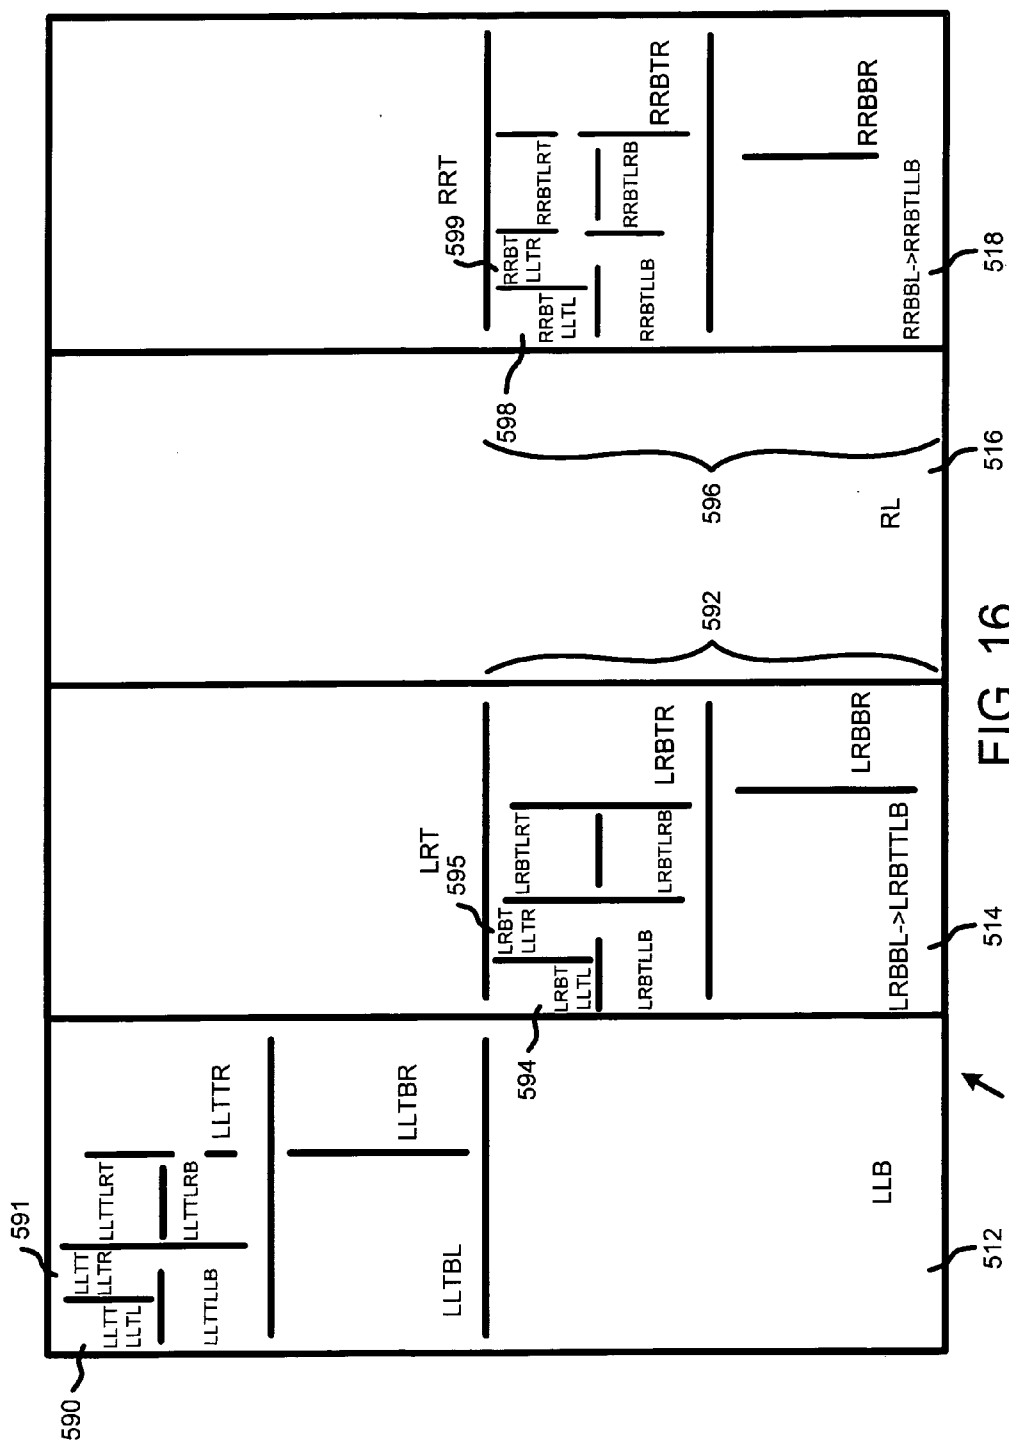 590
591
LLTT
LLTL
LLTT
LLTR
LLTTLRT
LLTTLLB
LLTTLRB
LLTTR
LLTBL
LLTBR
LLB
512
LRT
594
595
LRBT
LLTL
LRBT
LLTR
LRBTLRT
LRBTLLB
LRBTLRB
LRBTR
LRBBL->LRBTTLB
LRBBR
514
592
596
RL
516
RRT
598
599
RRBT
LLTL
RRBT
LLTR
RRBTLRT
RRBTLLB
RRBTLRB
RRBTR
RRBBL->RRBTLLB
RRBBR
518
FIG. 16